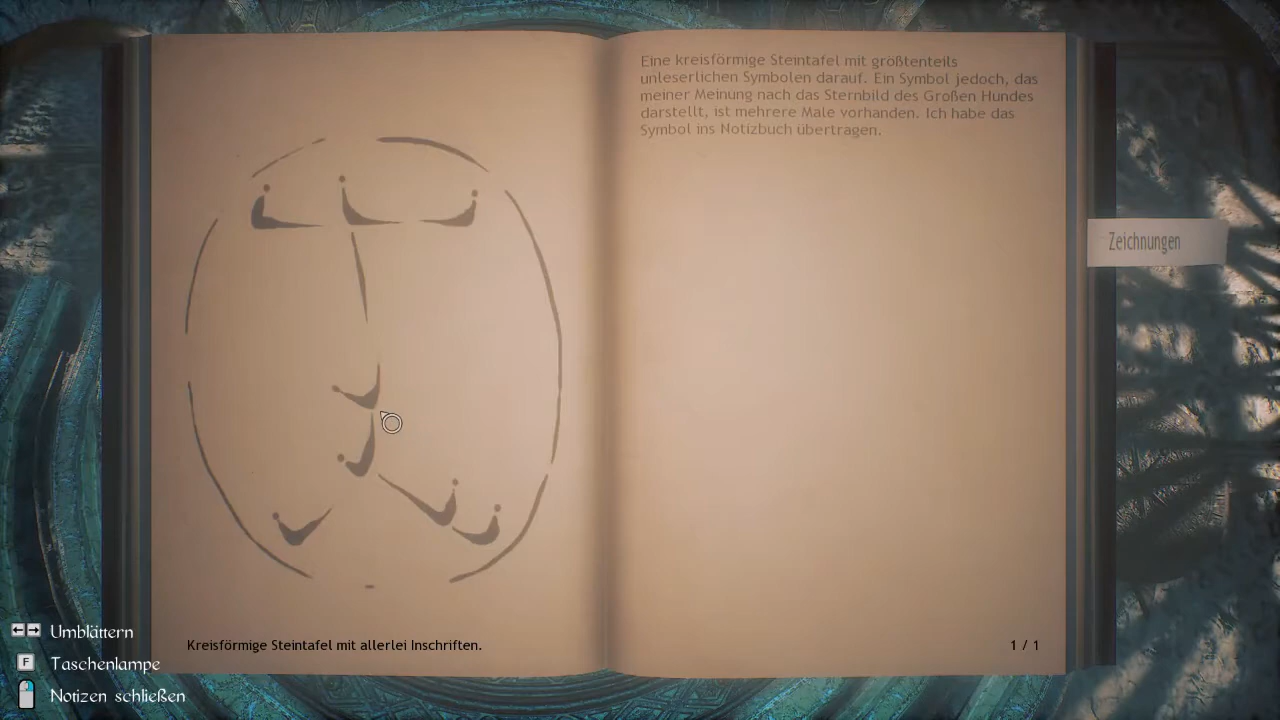 Eine kreisförmige Steintafel mit größtenteils
unleserlichen Symbolen darauf. Ein Symbol jedoch, das
meiner Meinung nach das Sternbild des Großen Hundes
darstellt, ist mehrere Male vorhanden. Ich habe das
Symbol ins Notizbuch übertragen.
Zeichnungen
Kreisförmige Steintafel mit allerlei Inschriften.
1 / 1
Umblättern
F Taschenlampe
Notizen schließen